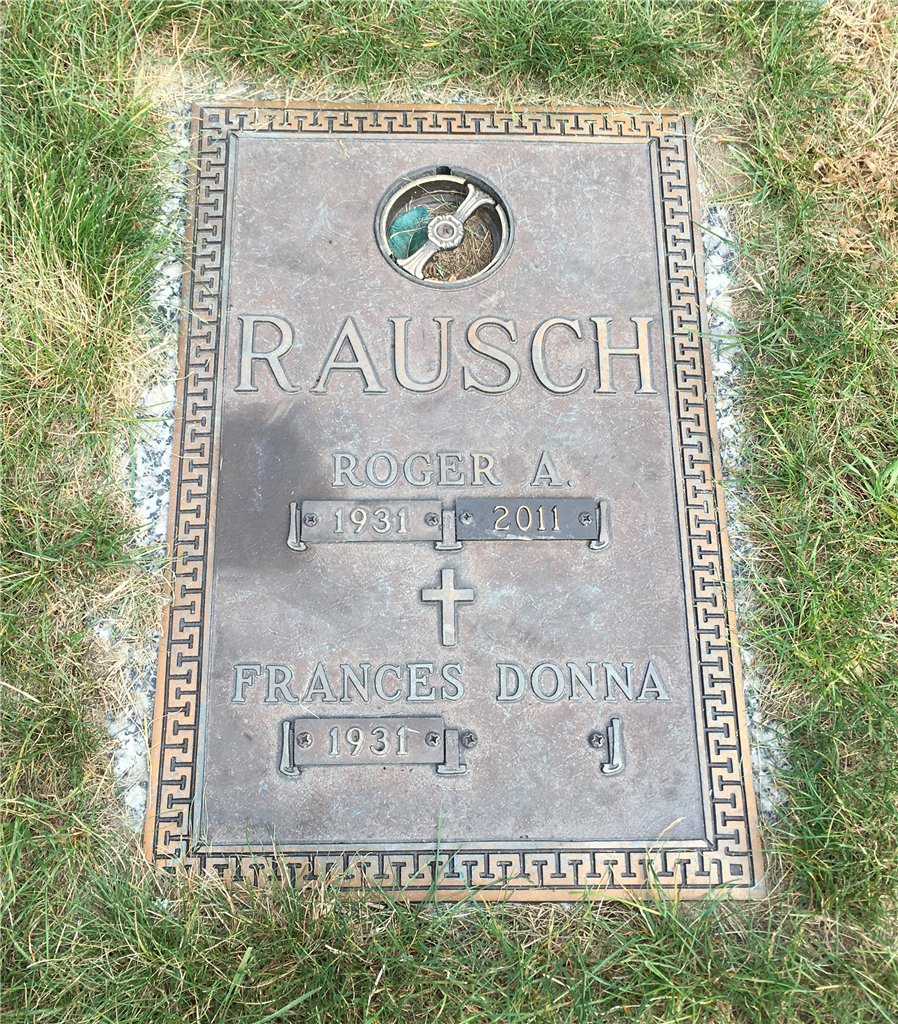 RAUSCH
ROGER A.
1931 2011
FRANCES DONNA
1931